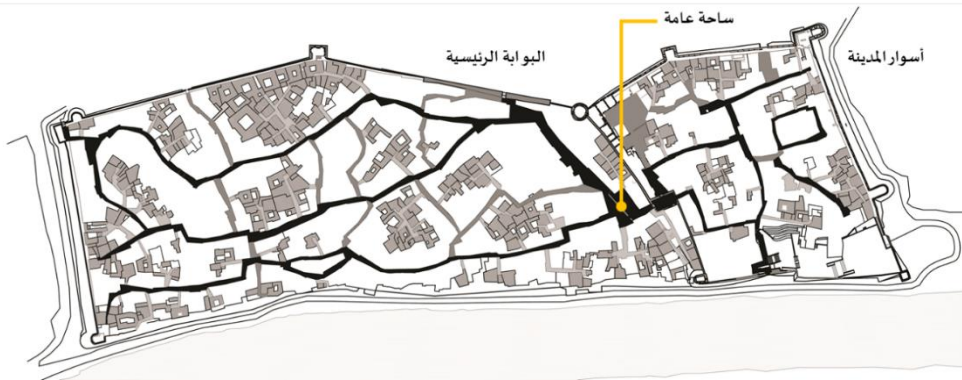 ساحة عامة
أسوار المدينة
البوابة الرئيسية